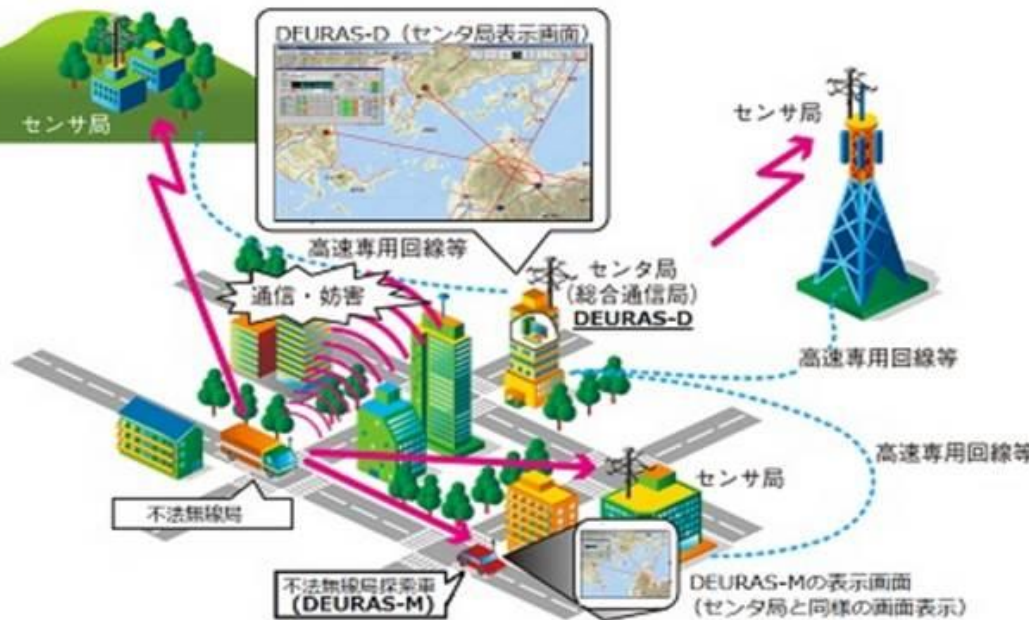 DEURAS-D（センタ局表示画面）
センサ局
センサ局
高速専用回線等
通信・妨害
センタ局
（総合通信局）
DEURAS-D
高速専用回線等
高速専用回線等
センサ局
不法無線局
不法無線局探索車
(DEURAS-M)
DEURAS-Mの表示画面
（センタ局と同様の画面表示）